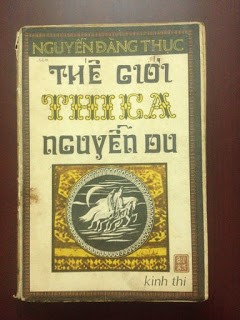 NGUYỄN ĐĂNG THỤC
THẾ GIỚI
THI CA
NGUYỄN DU
kinh thi